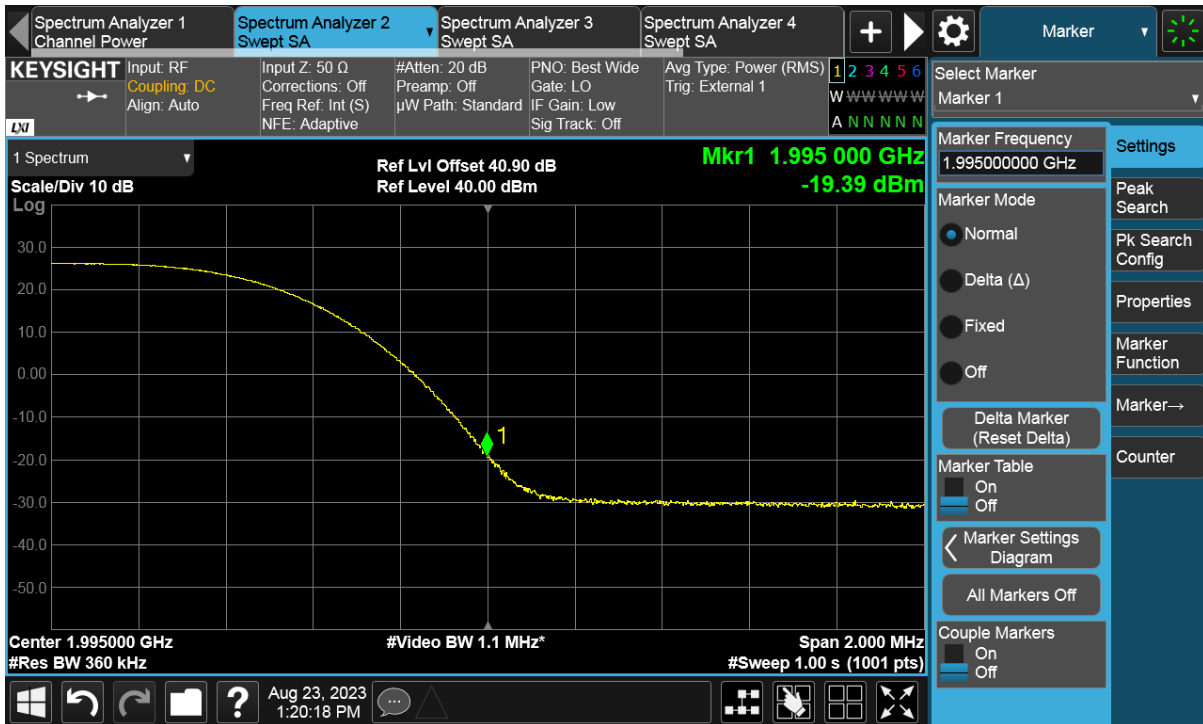 Spectrum Analyzer 1
Channel Power
Spectrum Analyzer 2
Swept SA
Spectrum Analyzer 3
Swept SA
Spectrum Analyzer 4
Swept SA
Marker
KEYSIGHT
LXI
Input: RF
Coupling: DC
Align: Auto
Input Z: 50 Ω
Corrections: Off
Freq Ref: Int (S)
NFE: Adaptive
#Atten: 20 dB
Preamp: Off
µW Path: Standard
PNO: Best Wide
Gate: LO
IF Gain: Low
Sig Track: Off
Avg Type: Power (RMS)
Trig: External 1
1 2 3 4 5 6
W W W W W W
A N N N N N
1 Spectrum
Scale/Div 10 dB
Log
Ref Lvl Offset 40.90 dB
Ref Level 40.00 dBm
Mkr1 1.995 000 GHz
-19.39 dBm
30.0
20.0
10.0
0.00
-10.0
-20.0
-30.0
-40.0
-50.0
1
Center 1.995000 GHz
#Res BW 360 kHz
#Video BW 1.1 MHz*
Span 2.000 MHz
#Sweep 1.00 s (1001 pts)
Select Marker
Marker 1
Marker Frequency
1.995000000 GHz
Marker Mode
Normal
Delta (Δ)
Fixed
Off
Delta Marker
(Reset Delta)
Marker Table
On
Off
Marker Settings
Diagram
All Markers Off
Couple Markers
On
Off
Settings
Peak
Search
Pk Search
Config
Properties
Marker
Function
Marker→
Counter
?
Aug 23, 2023
1:20:18 PM